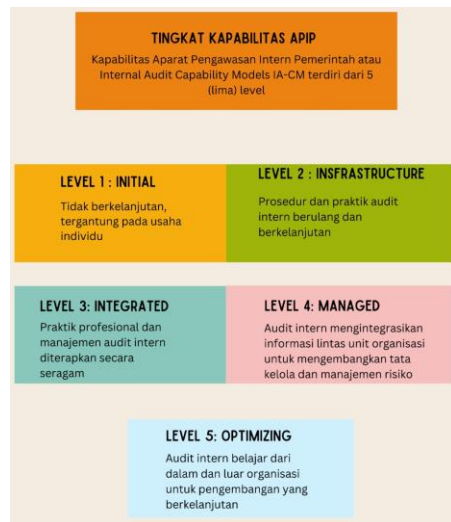 TINGKAT KAPABILITAS APIP
Kapabilitas Aparat Pengawasan Intern Pemerintah atau
Internal Audit Capability Models IA-CM terdiri dari 5
(lima) level
LEVEL 1 : INITIAL
Tidak berkelanjutan,
tergantung pada usaha
individu
LEVEL 2 : INSFRASTRUCTURE
Prosedur dan praktik audit
intern berulang dan
berkelanjutan
LEVEL 3: INTEGRATED
Praktik profesional dan
manajemen audit intern
diterapkan secara
seragam
LEVEL 4: MANAGED
Audit intern mengintegrasikan
informasi lintas unit organisasi
untuk mengembangkan tata
kelola dan manajemen risiko
LEVEL 5: OPTIMIZING
Audit intern belajar dari
dalam dan luar organisasi
untuk pengembangan yang
berkelanjutan